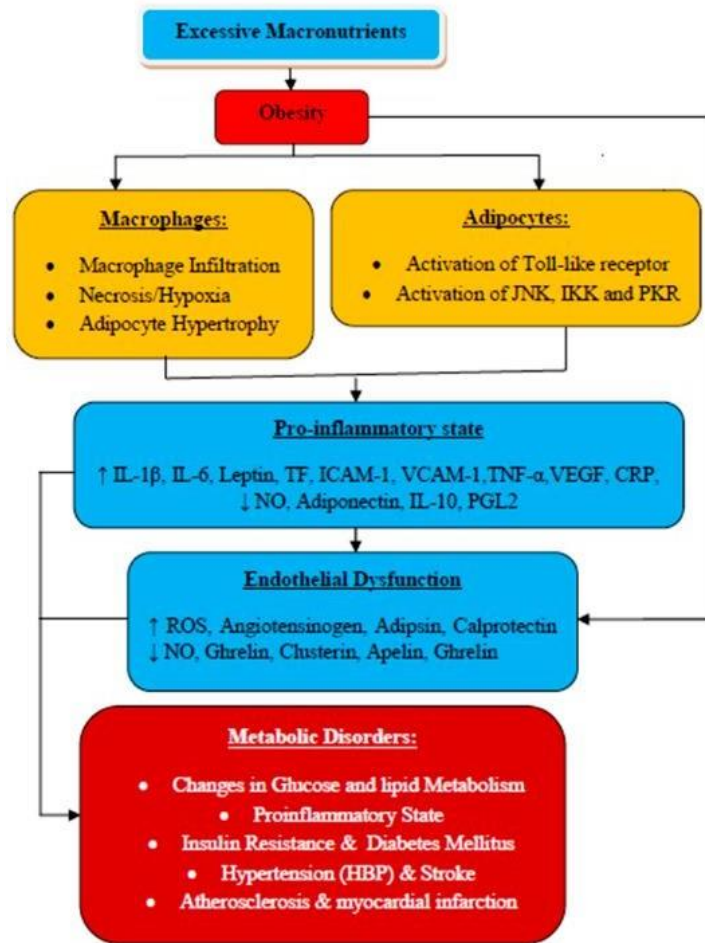 Excessive Macronutrients
Obesity
Macrophages:
• Macrophage Infiltration
• Necrosis/Hypoxia
• Adipocyte Hypertrophy
Adipocytes:
• Activation of Toll-like receptor
• Activation of JNK, IKK and PKR
Pro-inflammatory state
↑ IL-1β, IL-6, Leptin, TF, ICAM-1, VCAM-1,TNF-α,VEGF, CRP,
↓ NO, Adiponectin, IL-10, PGL2
Endothelial Dysfunction
↑ ROS, Angiotensinogen, Adipsin, Calprotectin
↓ NO, Ghrelin, Clusterin, Apelin, Ghrelin
Metabolic Disorders:
• Changes in Glucose and lipid Metabolism
• Proinflammatory State
• Insulin Resistance & Diabetes Mellitus
• Hypertension (HBP) & Stroke
• Atherosclerosis & myocardial infarction